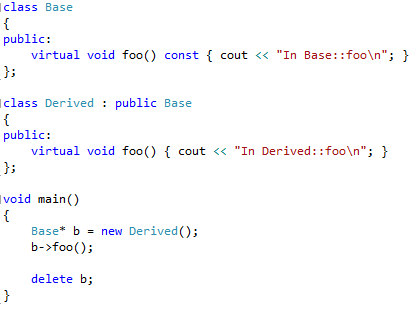 class Base
{
public:
    virtual void foo() const { cout << "In Base::foo\n"; }
};

class Derived : public Base
{
public:
    virtual void foo() { cout << "In Derived::foo\n"; }
};

void main()
{
    Base* b = new Derived();
    b->foo();

    delete b;
}